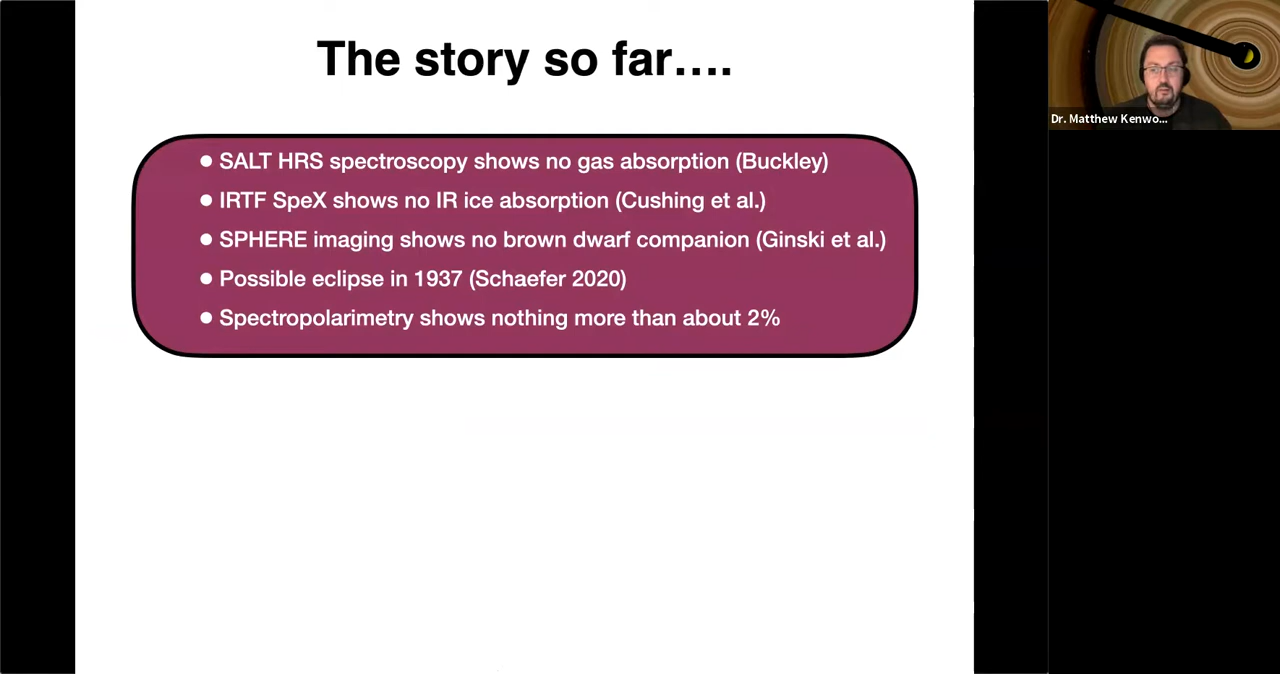 The story so far….
● SALT HRS spectroscopy shows no gas absorption (Buckley)
● IRTF SpeX shows no IR ice absorption (Cushing et al.)
● SPHERE imaging shows no brown dwarf companion (Ginski et al.)
● Possible eclipse in 1937 (Schaefer 2020)
● Spectropolarimetry shows nothing more than about 2%
Dr. Matthew Kenwo...